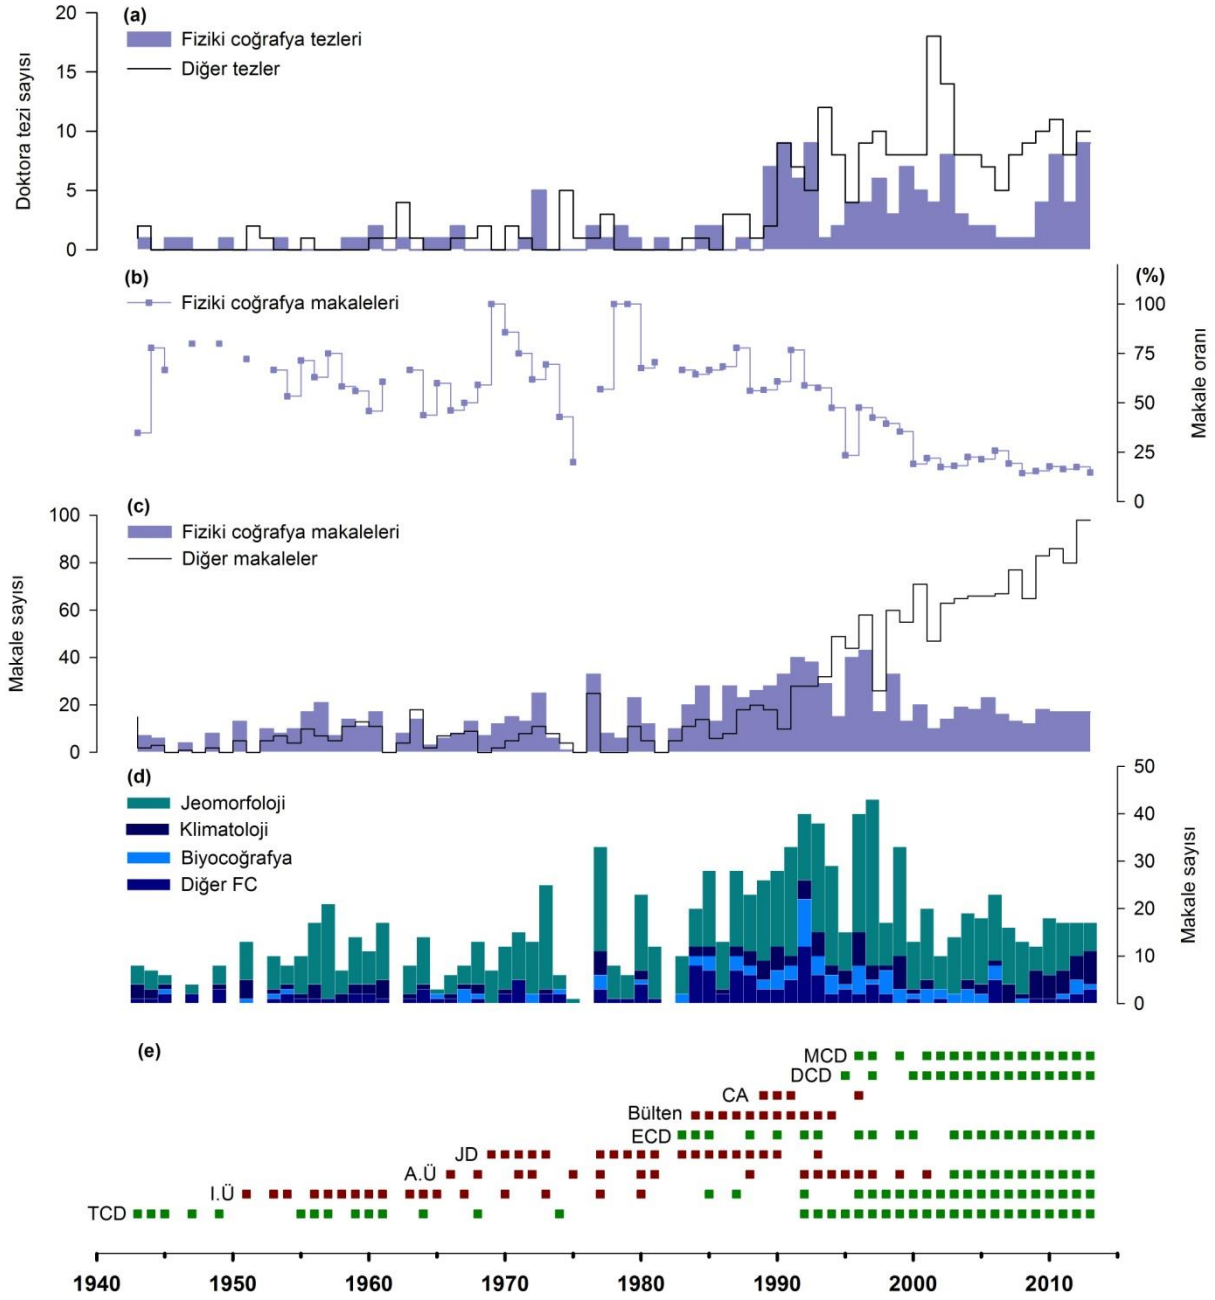 (a)
Fiziki coğrafya tezleri
Diğer tezler
Doktora tezi sayısı
20
15
10
5
0
(b)
Fiziki coğrafya makaleleri
(%)
100
75
50
25
0
Makale oranı
(c)
Fiziki coğrafya makaleleri
Diğer makaleler
Makale sayısı
100
80
60
40
20
0
(d)
Jeomorfoloji
Klimatoloji
Biyocoğrafya
Diğer FC
50
40
30
20
10
0
Makale sayısı
(e)
MCD
DCD
CA
Bülten
ECD
JD
A.Ü
I.Ü
TCD
1940 1950 1960 1970 1980 1990 2000 2010